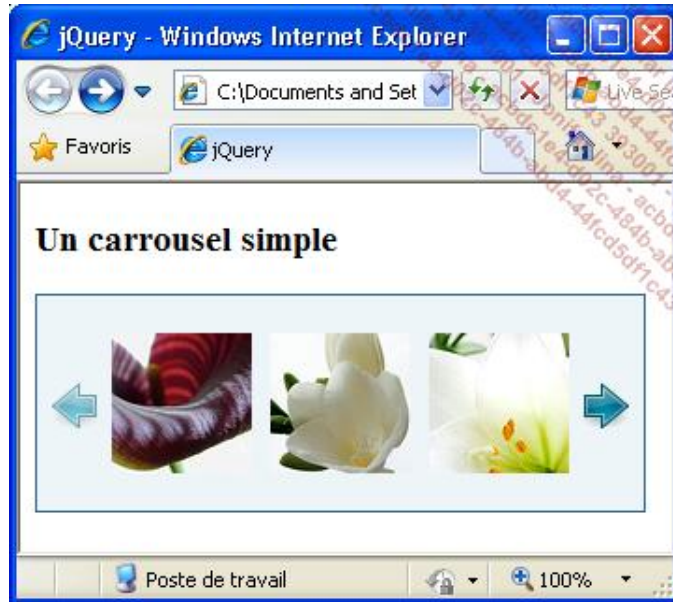 jQuery - Windows Internet Explorer
C:\Documents and Set
Live Se
Favoris
jQuery
Un carrousel simple
Poste de travail
100%